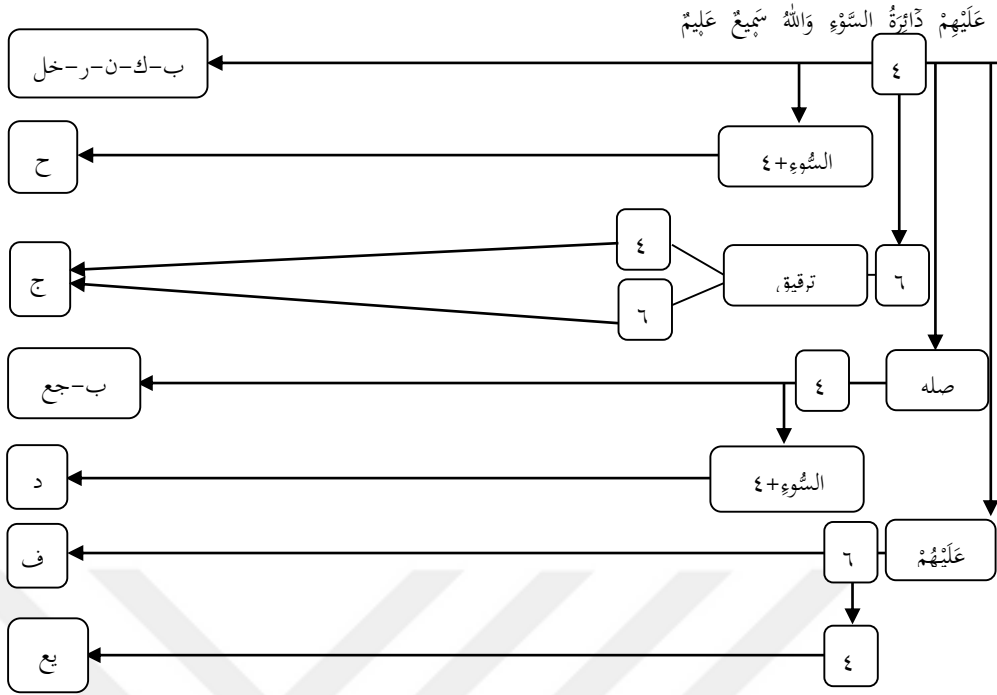 عَلَيْهِمْ دَٓائِرَةُ السَّوْءِ وَاللّٰهُ سَمٖيعٌ عَلٖيمٌ
٤
ب-ك-ن-ر-خل
السُّوءِ+٤
ح
٤
ترقيق
٦
٦
ج
صله
٤
ب-جع
السُّوءِ+٤
د
عَلَيْهُمْ
٦
ف
٤
يع